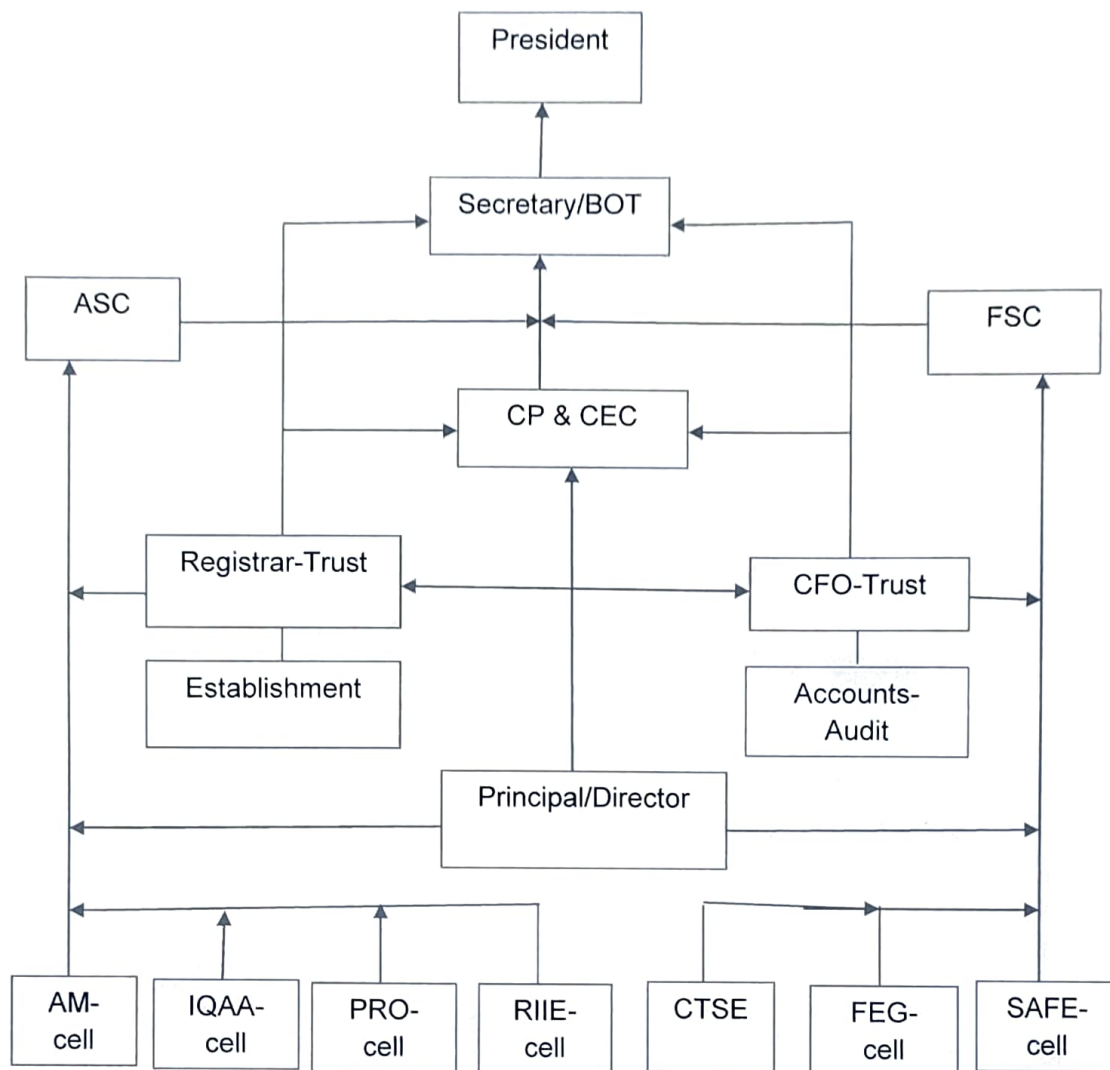 President
Secretary/BOT
ASC
FSC
CP & CEC
Registrar-Trust
CFO-Trust
Establishment
Accounts-
Audit
Principal/Director
AM-
cell
IQAA-
cell
PRO-
cell
RIIE-
cell
CTSE
FEG-
cell
SAFE-
cell